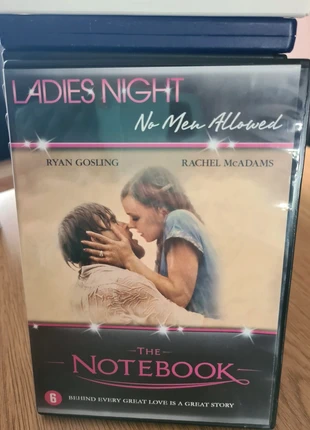 LADIES NIGHT
No Men Allowed
RYAN GOSLING RACHEL McADAMS
THE
NOTEBOOK
6
BEHIND EVERY GREAT LOVE IS A GREAT STORY